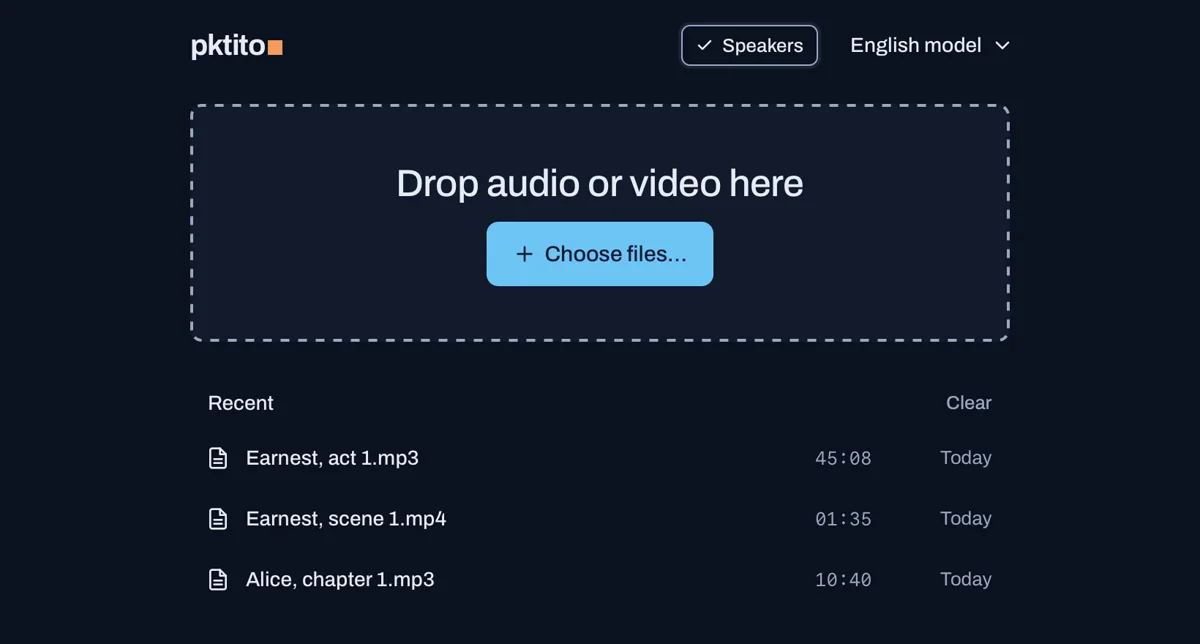 pktito
Speakers
English model
Drop audio or video here
+ Choose files...
Recent
Clear
Earnest, act 1.mp3 45:08 Today
Earnest, scene 1.mp4 01:35 Today
Alice, chapter 1.mp3 10:40 Today